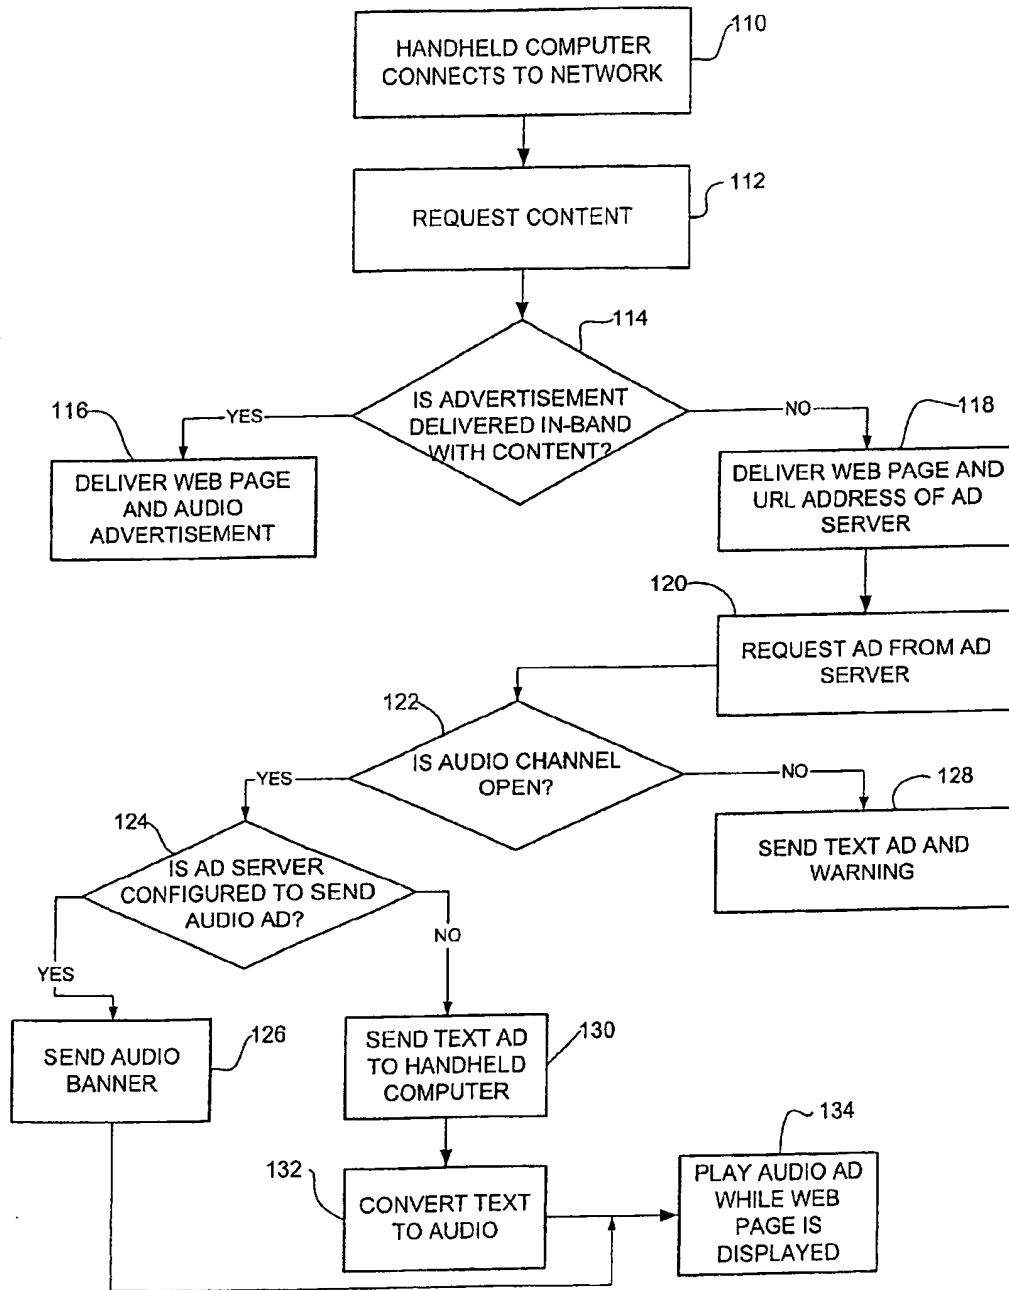 HANDHELD COMPUTER
CONNECTS TO NETWORK
110
REQUEST CONTENT
112
114
IS ADVERTISEMENT
DELIVERED IN-BAND
WITH CONTENT?
YES
NO
116
DELIVER WEB PAGE
AND AUDIO
ADVERTISEMENT
118
DELIVER WEB PAGE AND
URL ADDRESS OF AD
SERVER
120
REQUEST AD FROM AD
SERVER
122
IS AUDIO CHANNEL
OPEN?
YES
NO
128
SEND TEXT AD AND
WARNING
124
IS AD SERVER
CONFIGURED TO SEND
AUDIO AD?
YES
NO
SEND AUDIO
BANNER
126
SEND TEXT AD
TO HANDHELD
COMPUTER
130
132
CONVERT TEXT
TO AUDIO
134
PLAY AUDIO AD
WHILE WEB
PAGE IS
DISPLAYED